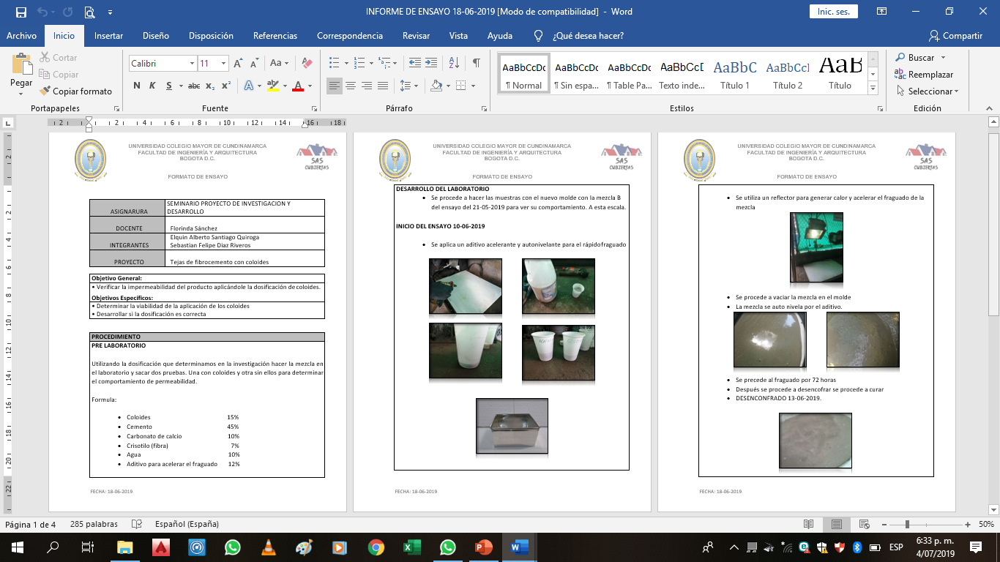 INFORME DE ENSAYO 18-06-2019 [Modo de compatibilidad] - Word
Inic. ses.
Archivo Inicio Insertar Diseño Disposición Referencias Correspondencia Revisar Vista Ayuda ¿Qué desea hacer? Compartir
Pegar
Cortar
Copiar
Copiar formato
Portapapeles
Calibri 11
N K S abc x₂ x²
Fuente
Párrafo
AaBbCcDc AaBbCcDc AaBbCcDc AaBbCcD AaBbC AaBbCcI AaB
¶ Normal ¶ Sin espa... ¶ Table Pa... Texto inde... Título 1 Título 2 Título
Estilos
Buscar
Reemplazar
Seleccionar
Edición
2 2 4 6 8 10 12 14 16 18
UNIVERSIDAD COLEGIO MAYOR DE CUNDINAMARCA
FACULTAD DE INGENIERÍA Y ARQUITECTURA
BOGOTA D.C.
FORMATO DE ENSAYO
SAS
CUBIERTAS
ASIGNARURA SEMINARIO PROYECTO DE INVESTIGACION Y
DESARROLLO
DOCENTE Florinda Sánchez
INTEGRANTES Elquin Alberto Santiago Quiroga
Sebastian Felipe Diaz Riveros
PROYECTO Tejas de fibrocemento con coloides
Objetivo General:
• Verificar la impermeabilidad del producto aplicándole la dosificación de coloides.
Objetivos Específicos:
• Determinar la viabilidad de la aplicación de los coloides
• Desarrollar si la dosificación es correcta
PROCEDIMIENTO
PRE LABORATORIO
Utilizando la dosificación que determinamos en la investigación hacer la mezcla en
el laboratorio y sacar dos pruebas. Una con coloides y otra sin ellos para determinar
el comportamiento de permeabilidad.
Formula:
• Coloides 15%
• Cemento 45%
• Carbonato de calcio 10%
• Crisotilo (fibra) 7%
• Agua 10%
• Aditivo para acelerar el fraguado 12%
FECHA: 18-06-2019
UNIVERSIDAD COLEGIO MAYOR DE CUNDINAMARCA
FACULTAD DE INGENIERÍA Y ARQUITECTURA
BOGOTA D.C.
FORMATO DE ENSAYO
SAS
CUBIERTAS
DESARROLLO DEL LABORATORIO
• Se procede a hacer las muestras con el nuevo molde con la mezcla B
del ensayo del 21-05-2019 para ver su comportamiento. A esta escala.
INICIO DEL ENSAYO 10-06-2019
• Se aplica un aditivo acelerante y autonivelante para el rápido fraguado
FECHA: 18-06-2019
UNIVERSIDAD COLEGIO MAYOR DE CUNDINAMARCA
FACULTAD DE INGENIERÍA Y ARQUITECTURA
BOGOTA D.C.
FORMATO DE ENSAYO
SAS
CUBIERTAS
• Se utiliza un reflector para generar calor y acelerar el fraguado de la
mezcla
• Se procede a vaciar la mezcla en el molde
• La mezcla se auto nivela por el aditivo.
• Se precede al fraguado por 72 horas
• Después se procede a desencofrar se procede a curar
• DESENCONFRADO 13-06-2019.
FECHA: 18-06-2019
Página 1 de 4 285 palabras Español (España) 50%
ESP
6:33 p. m.
4/07/2019